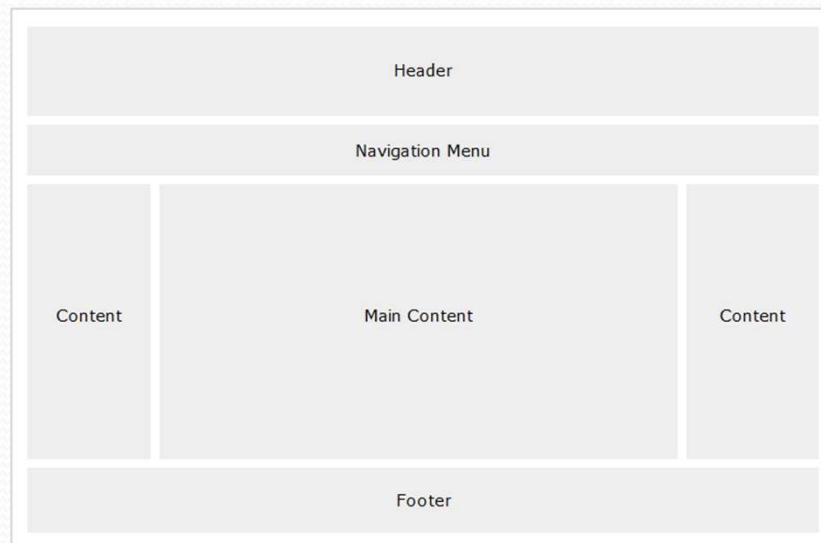 Header
Navigation Menu
Content
Main Content
Content
Footer